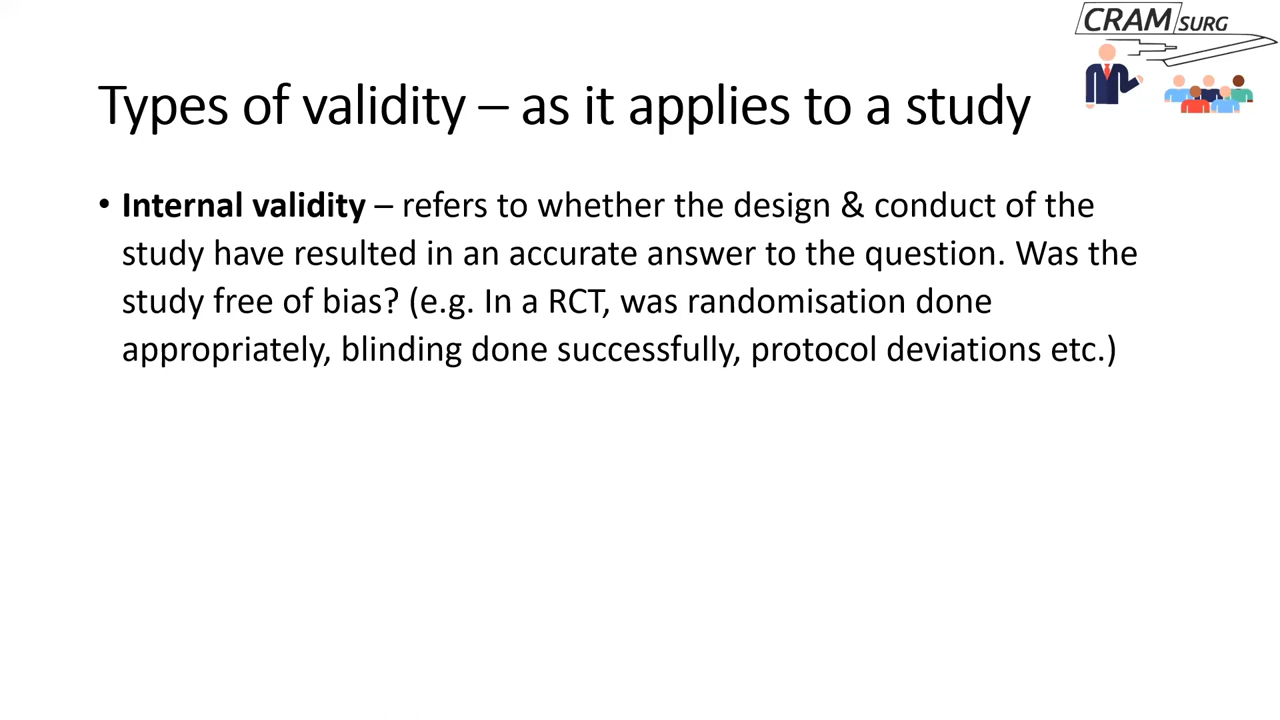 CRAM SURG
Types of validity – as it applies to a study
• Internal validity – refers to whether the design & conduct of the
study have resulted in an accurate answer to the question. Was the
study free of bias? (e.g. In a RCT, was randomisation done
appropriately, blinding done successfully, protocol deviations etc.)